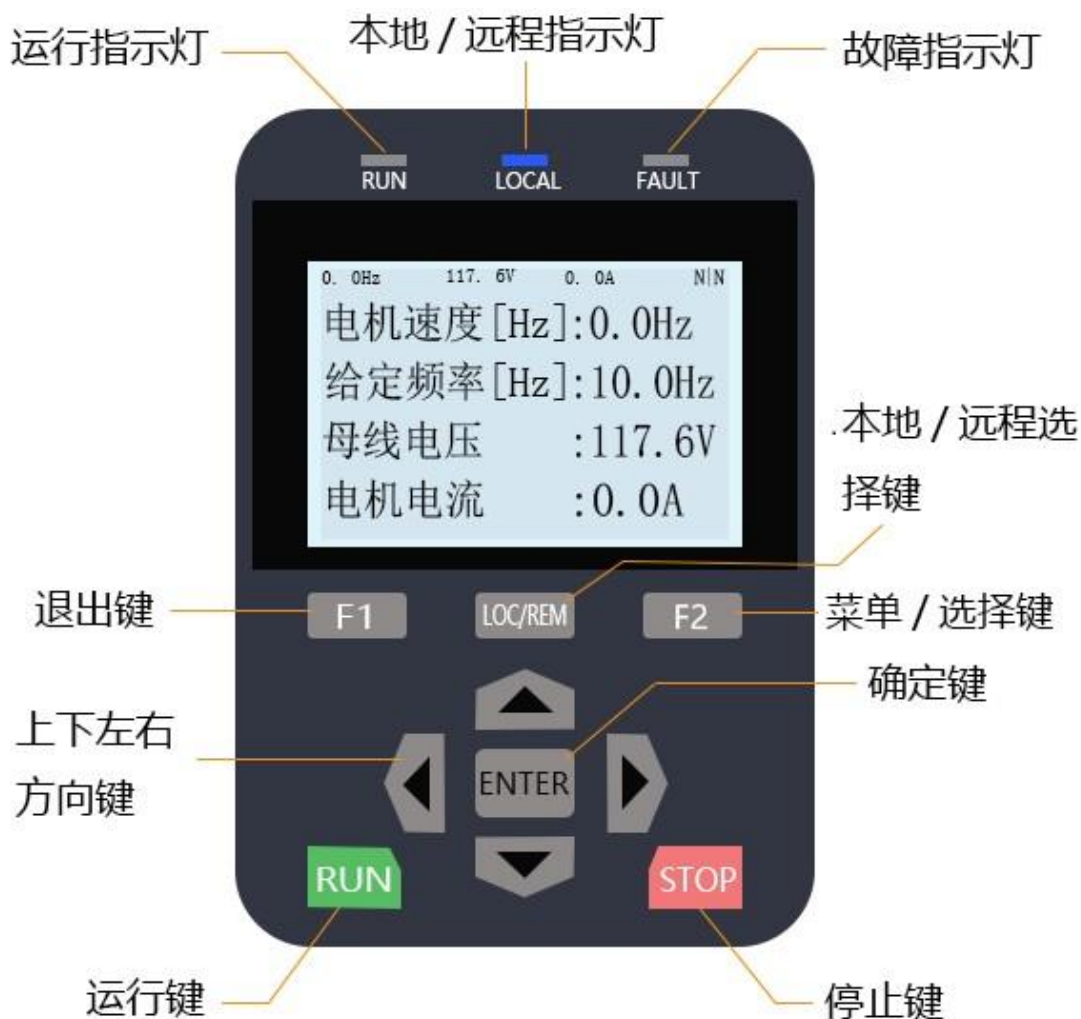 运行指示灯
本地 / 远程指示灯
故障指示灯
RUN
LOCAL
FAULT
0. 0Hz 117. 6V 0. 0A N|N
电机速度[Hz]:0.0Hz
给定频率[Hz]:10.0Hz
母线电压 :117.6V
电机电流 :0.0A
.本地 / 远程选
择键
退出键
F1
LOC/REM
F2
菜单 / 选择键
确定键
上下左右
方向键
ENTER
RUN
STOP
运行键
停止键